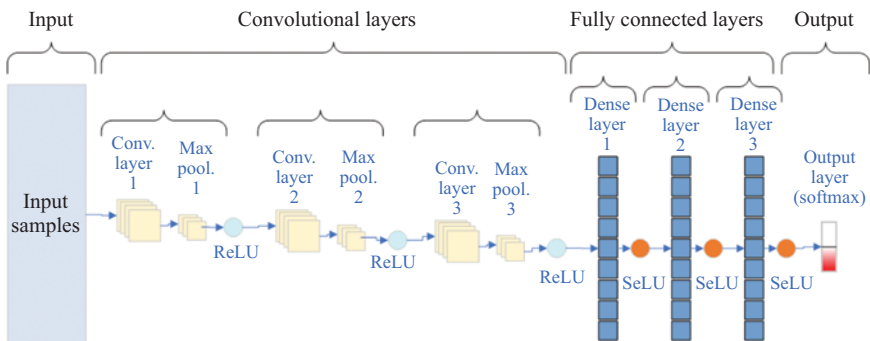 Input
Convolutional layers
Fully connected layers
Output
Input
samples
Conv.
layer
1
Max
pool.
1
ReLU
Conv.
layer
2
Max
pool.
2
ReLU
Conv.
layer
3
Max
pool.
3
ReLU
Dense
layer
1
SeLU
Dense
layer
2
SeLU
Dense
layer
3
SeLU
Output
layer
(softmax)